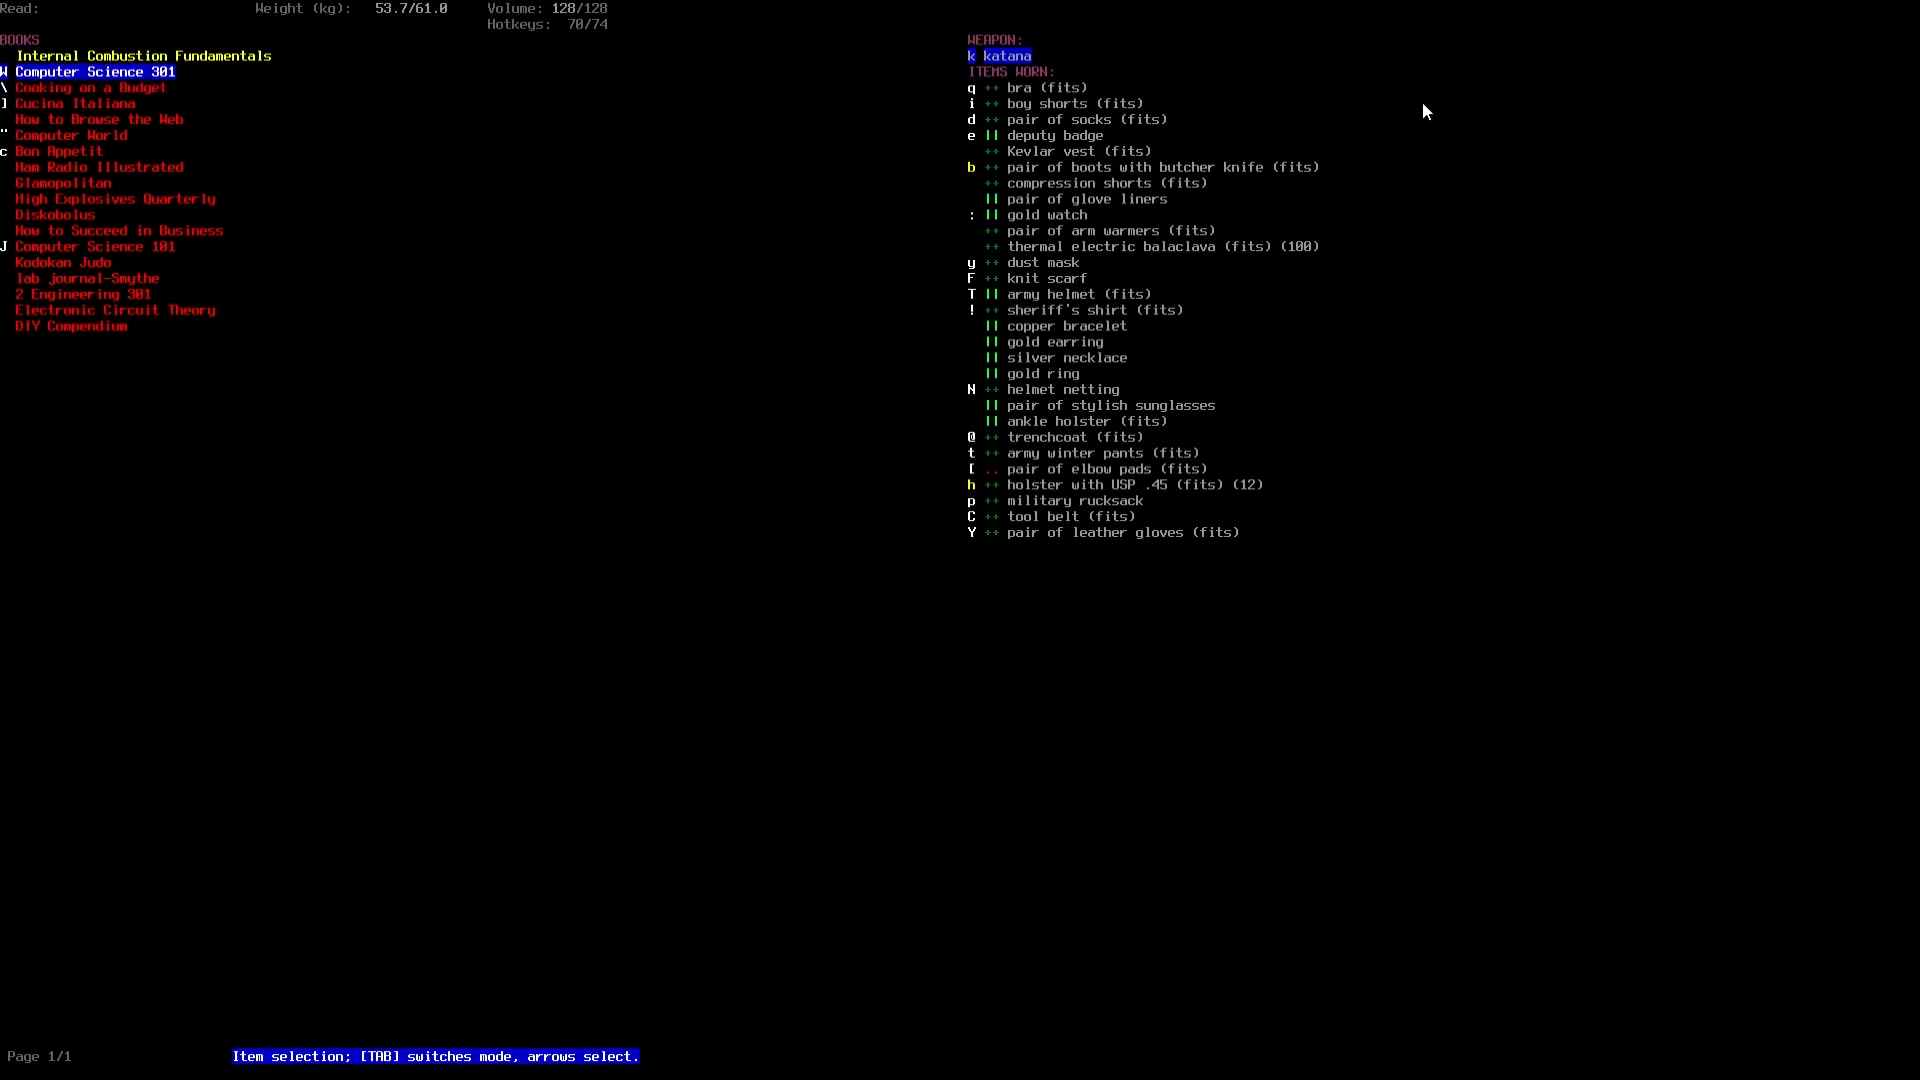 Read: Weight (kg): 53.7/61.0 Volume: 128/128
Hotkeys: 70/74
BOOKS
Internal Combustion Fundamentals
W Computer Science 301
\ Cooking on a Budget
] Cucina Italiana
How to Browse the Web
" Computer World
c Bon Appetit
Ham Radio Illustrated
Glamopolitan
High Explosives Quarterly
Diskobolus
How to Succeed in Business
J Computer Science 101
Kodokan Judo
lab journal-Smythe
2 Engineering 301
Electronic Circuit Theory
DIY Compendium
WEAPON:
k katana
ITEMS WORN:
q ++ bra (fits)
i ++ boy shorts (fits)
d ++ pair of socks (fits)
e || deputy badge
++ Kevlar vest (fits)
b ++ pair of boots with butcher knife (fits)
++ compression shorts (fits)
|| pair of glove liners
: || gold watch
++ pair of arm warmers (fits)
++ thermal electric balaclava (fits) (100)
y ++ dust mask
F ++ knit scarf
T || army helmet (fits)
! ++ sheriff's shirt (fits)
|| copper bracelet
|| gold earring
|| silver necklace
|| gold ring
N ++ helmet netting
|| pair of stylish sunglasses
|| ankle holster (fits)
@ ++ trenchcoat (fits)
t ++ army winter pants (fits)
[ .. pair of elbow pads (fits)
h ++ holster with USP .45 (fits) (12)
p ++ military rucksack
C ++ tool belt (fits)
Y ++ pair of leather gloves (fits)
Page 1/1 Item selection; [TAB] switches mode, arrows select.